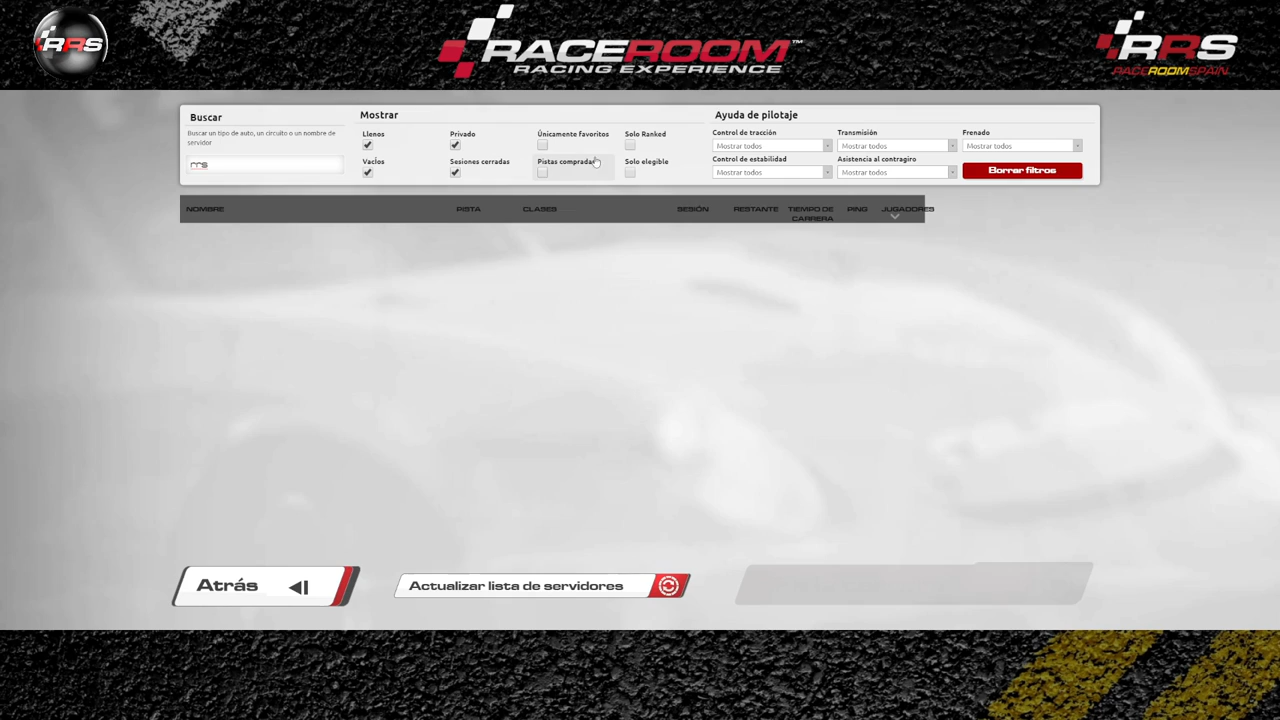 RRS
RACEROOM™
RACING EXPERIENCE
RRS
RACEROOMSPAIN
Buscar
Buscar un tipo de auto, un circuito o un nombre de
servidor
rrs
Mostrar
Llenos
Privado
Únicamente favoritos
Solo Ranked
Vacíos
Sesiones cerradas
Pistas compradas
Solo elegible
Ayuda de pilotaje
Control de tracción
Transmisión
Frenado
Mostrar todos
Mostrar todos
Mostrar todos
Control de estabilidad
Asistencia al contragiro
Mostrar todos
Mostrar todos
Borrar filtros
NOMBRE
PISTA
CLASES
SESIÓN
RESTANTE
TIEMPO DE
CARRERA
PING
JUGADORES
Atrás
Actualizar lista de servidores